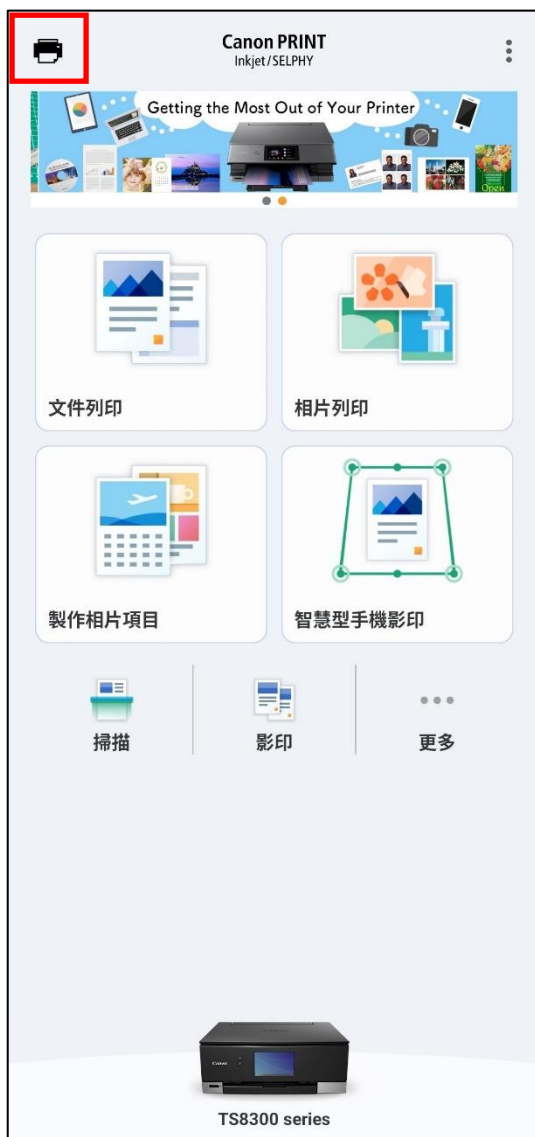 Canon PRINT
Inkjet/SELPHY
Getting the Most Out of Your Printer
Open
文件列印
相片列印
製作相片項目
智慧型手機影印
掃描
影印
更多
Canon
TS8300 series